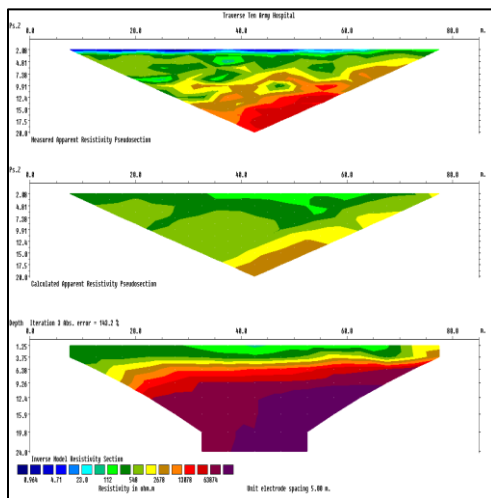 Traverse Ten Army Hospital
Ps.Z 0.0 20.0 40.0 60.0 80.0 m.
2.00
4.81
7.38
9.91
12.4
15.0
17.5
20.0
Measured Apparent Resistivity Pseudosection
Ps.Z 0.0 20.0 40.0 60.0 80.0 m.
2.00
4.81
7.38
9.91
12.4
15.0
17.5
20.0
Calculated Apparent Resistivity Pseudosection
Depth Iteration 3 Abs. error = 143.2 %
0.0 20.0 40.0 60.0 80.0 m.
1.25
3.75
6.38
9.26
12.4
15.9
19.8
24.0
Inverse Model Resistivity Section
0.964 4.71 23.0 112 548 2678 13078 63874
Resistivity in ohm.m
Unit electrode spacing 5.00 m.